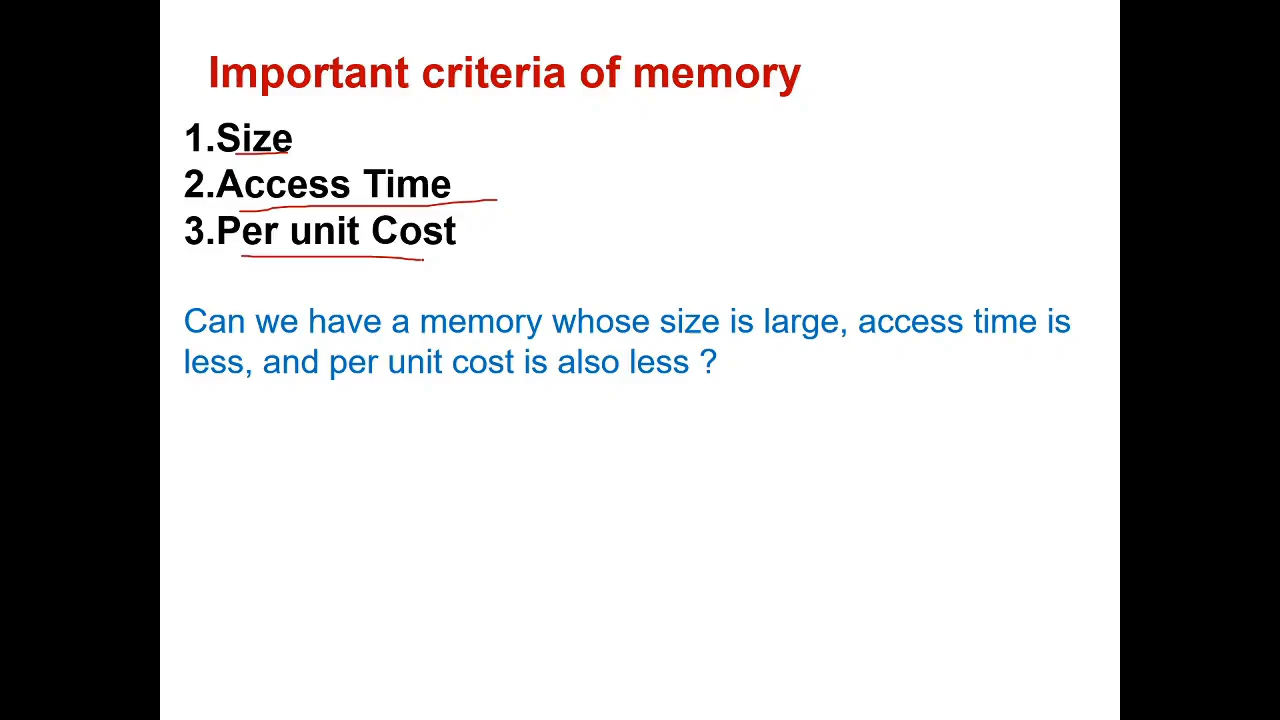 Important criteria of memory
1.Size
2.Access Time
3.Per unit Cost
Can we have a memory whose size is large, access time is
less, and per unit cost is also less ?